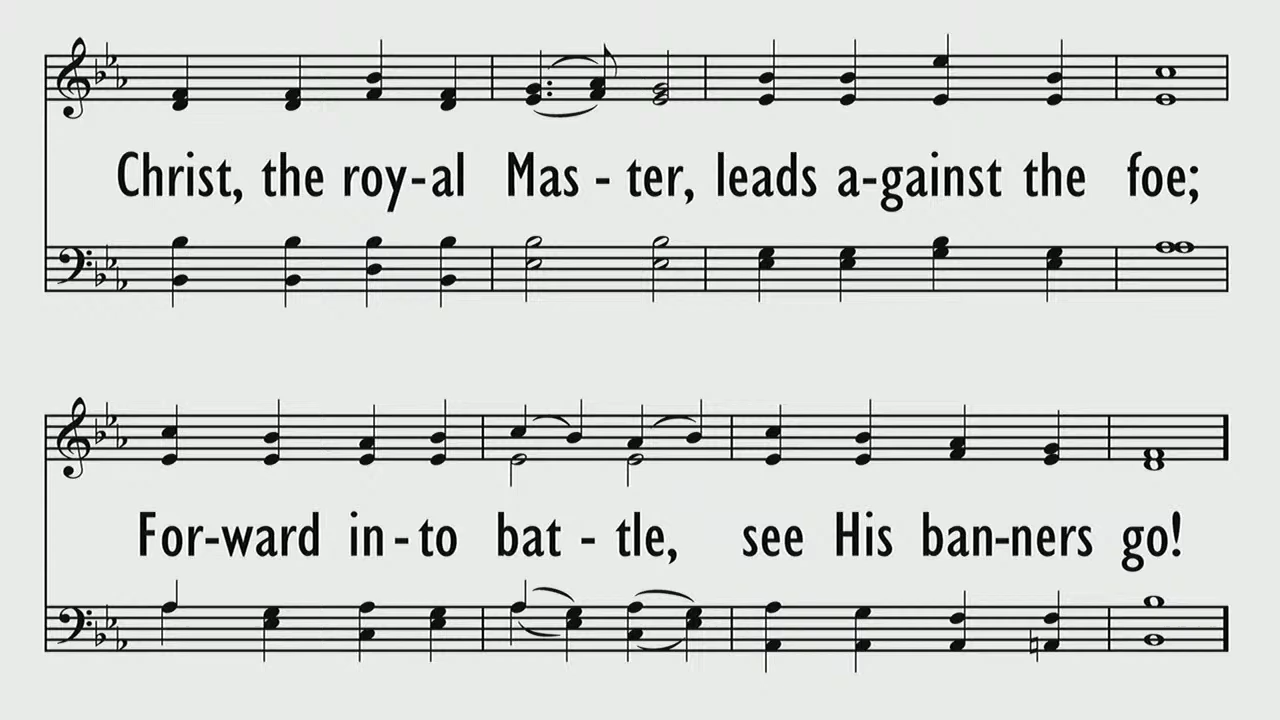 Christ, the roy-al Mas - ter, leads a-gainst the foe;
For-ward in-to bat - tle, see His ban-ners go!